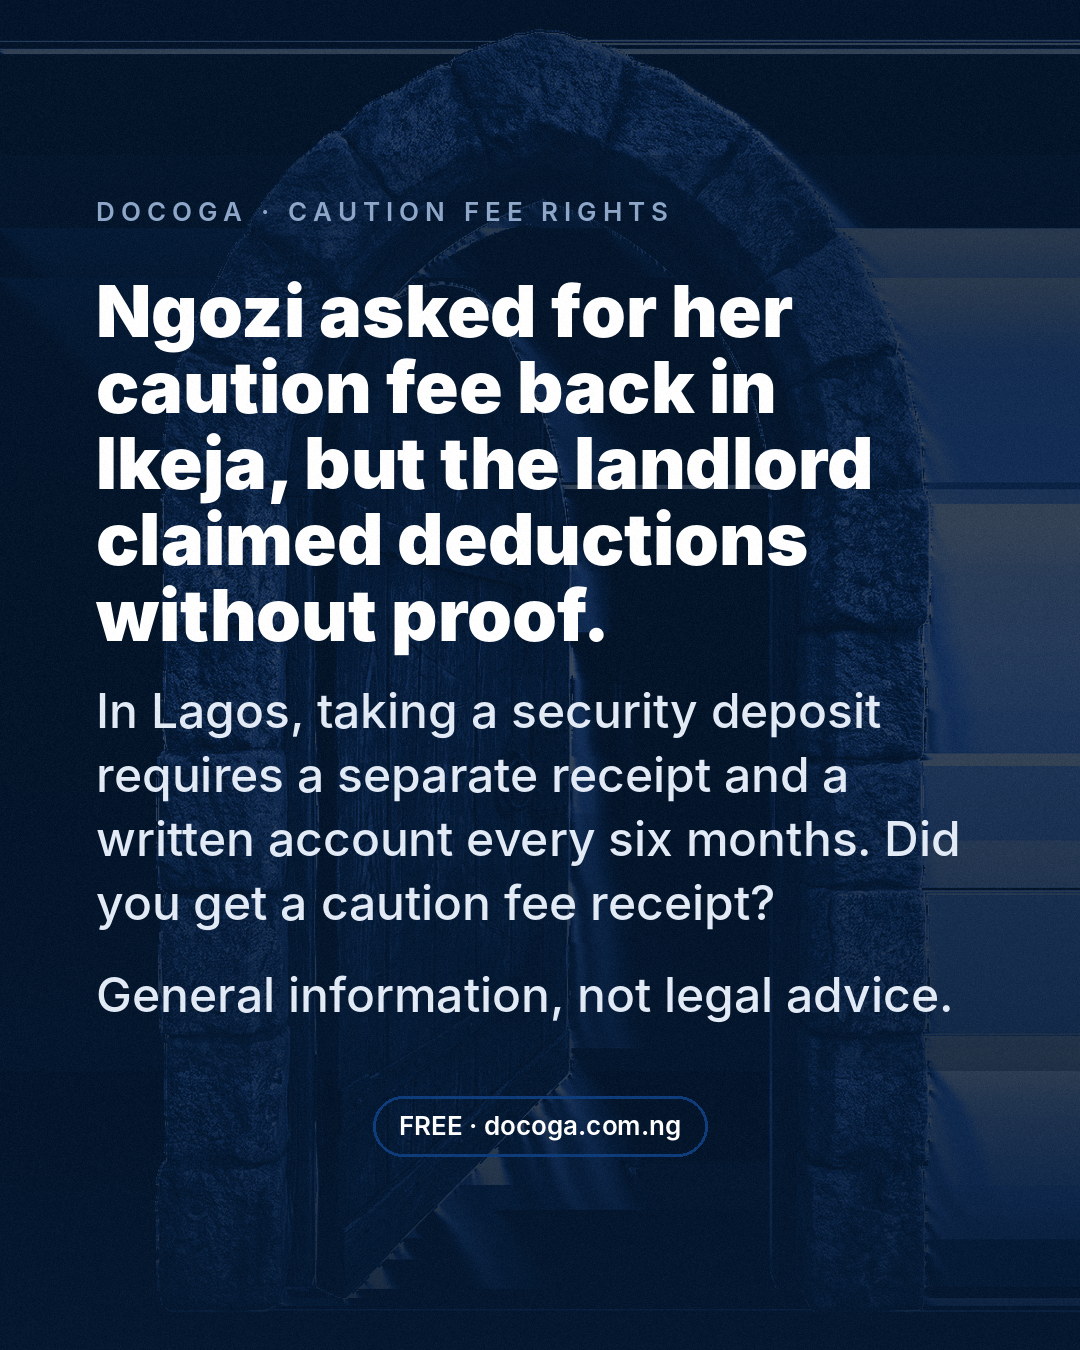 DOCOGA · CAUTION FEE RIGHTS
Ngozi asked for her
caution fee back in
Ikeja, but the landlord
claimed deductions
without proof.
In Lagos, taking a security deposit
requires a separate receipt and a
written account every six months. Did
you get a caution fee receipt?
General information, not legal advice.
FREE · docoga.com.ng